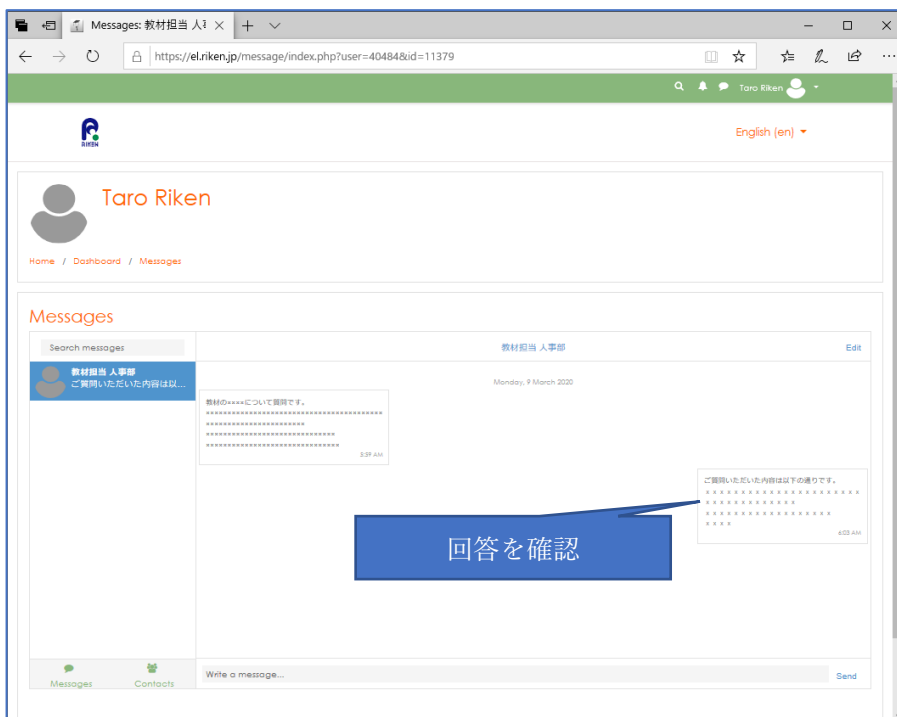 Messages: 教材担当 人事
https://el.riken.jp/message/index.php?user=40484&id=11379
Taro Riken
RIKEN
English (en)
Taro Riken
Home / Dashboard / Messages
Messages
Search messages
教材担当 人事部
Edit
教材担当 人事部
ご質問いただいた内容は以...
Monday, 9 March 2020
教材の====について質問です。
==========================================
=======================
==============================
===============================
5:59 AM
ご質問いただいた内容は以下の通りです。
x x x x x x x x x x x x x x x x x x x x x x
x x x x x x x x x x x x x
x x x x x x x x x x x x x x x x x x
x x x x
6:03 AM
回答を確認
Messages
Contacts
Write a message...
Send